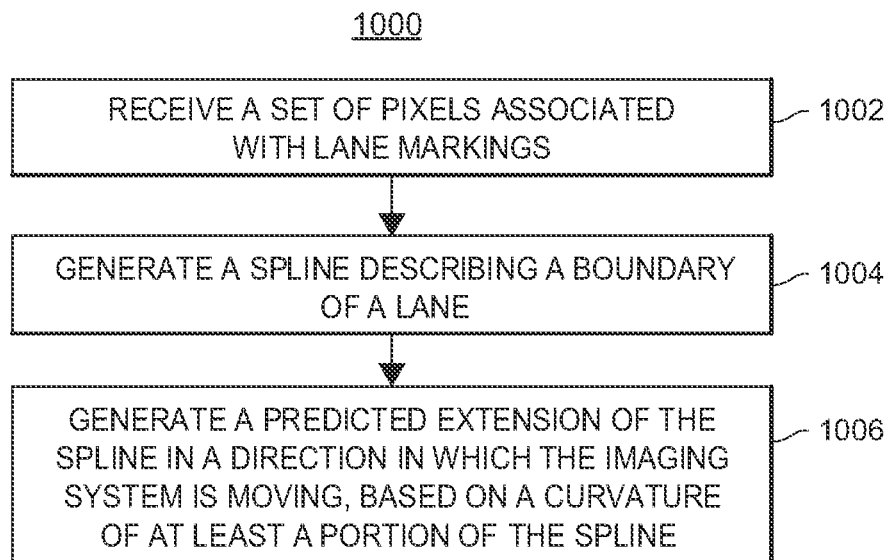 1000
RECEIVE A SET OF PIXELS ASSOCIATED
WITH LANE MARKINGS
1002
GENERATE A SPLINE DESCRIBING A BOUNDARY
OF A LANE
1004
GENERATE A PREDICTED EXTENSION OF THE
SPLINE IN A DIRECTION IN WHICH THE IMAGING
SYSTEM IS MOVING, BASED ON A CURVATURE
OF AT LEAST A PORTION OF THE SPLINE
1006